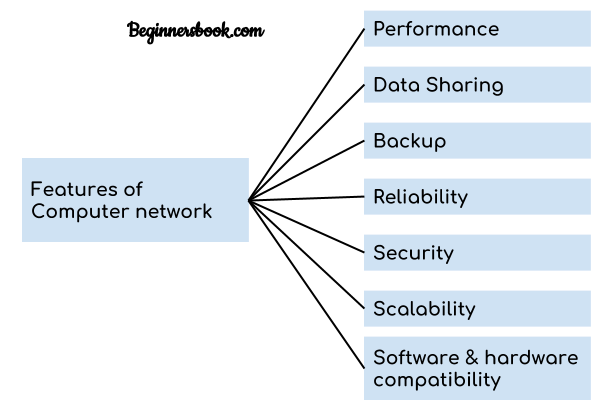 Beginnersbook.com
Performance
Data Sharing
Backup
Features of
Computer network
Reliability
Security
Scalability
Software & hardware
compatibility